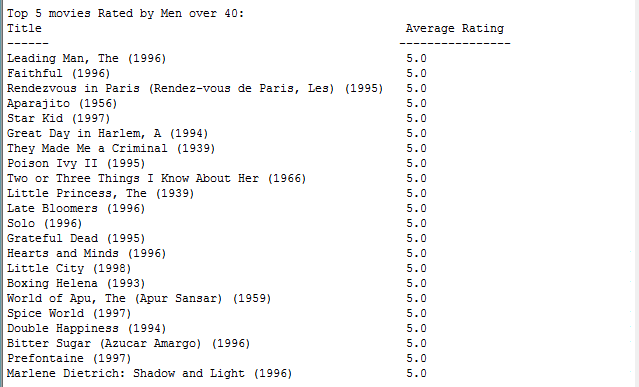 Top 5 movies Rated by Men over 40:
Title Average Rating
------ ----------------
Leading Man, The (1996) 5.0
Faithful (1996) 5.0
Rendezvous in Paris (Rendez-vous de Paris, Les) (1995) 5.0
Aparajito (1956) 5.0
Star Kid (1997) 5.0
Great Day in Harlem, A (1994) 5.0
They Made Me a Criminal (1939) 5.0
Poison Ivy II (1995) 5.0
Two or Three Things I Know About Her (1966) 5.0
Little Princess, The (1939) 5.0
Late Bloomers (1996) 5.0
Solo (1996) 5.0
Grateful Dead (1995) 5.0
Hearts and Minds (1996) 5.0
Little City (1998) 5.0
Boxing Helena (1993) 5.0
World of Apu, The (Apur Sansar) (1959) 5.0
Spice World (1997) 5.0
Double Happiness (1994) 5.0
Bitter Sugar (Azucar Amargo) (1996) 5.0
Prefontaine (1997) 5.0
Marlene Dietrich: Shadow and Light (1996) 5.0